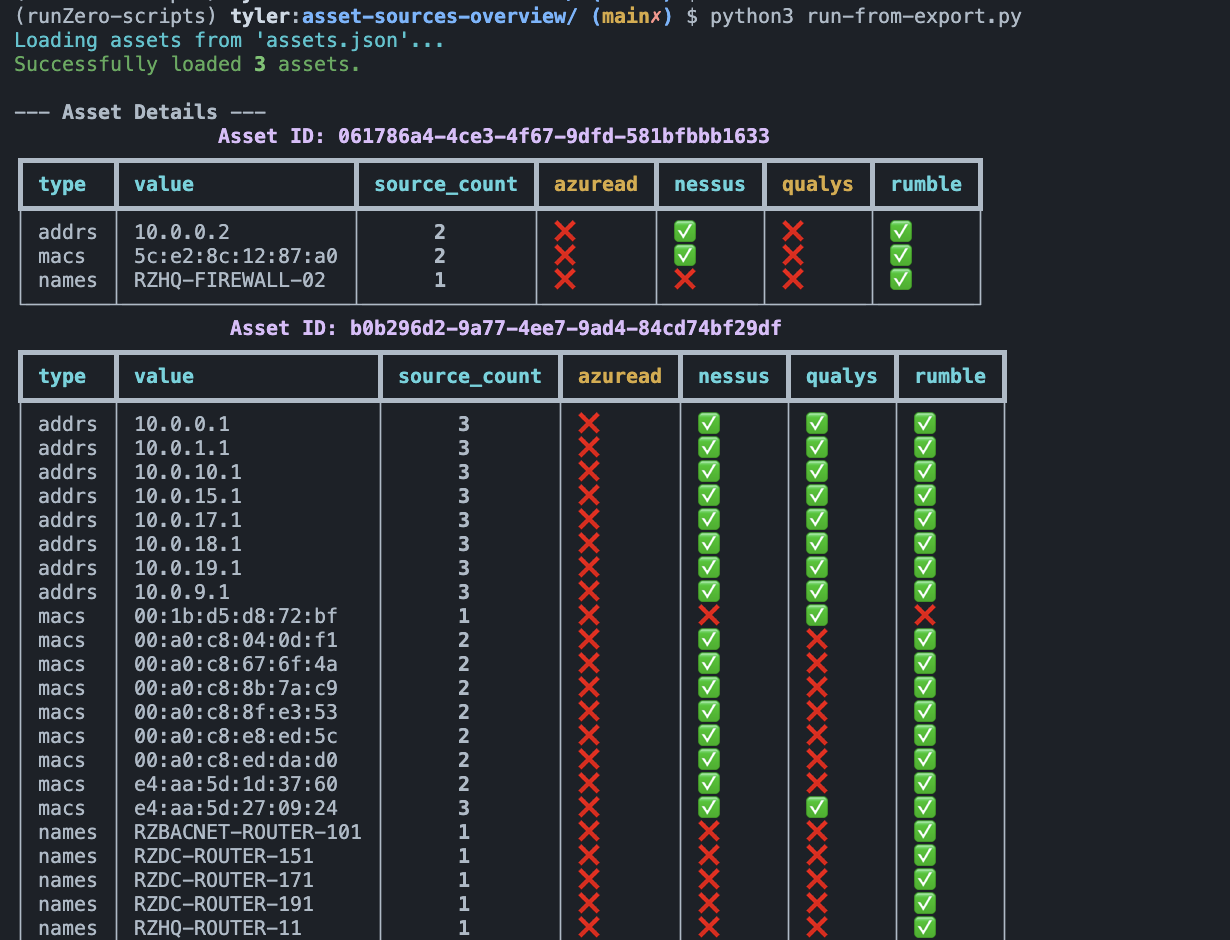 (runZero-scripts) tyler:asset-sources-overview/ (main✗) $ python3 run-from-export.py
Loading assets from 'assets.json'...
Successfully loaded 3 assets.
--- Asset Details ---
Asset ID: 061786a4-4ce3-4f67-9dfd-581bfbbb1633
type value source_count azuread nessus qualys rumble
addrs 10.0.0.2 2 ❌ ✅ ❌ ✅
macs 5c:e2:8c:12:87:a0 2 ❌ ✅ ❌ ✅
names RZHQ-FIREWALL-02 1 ❌ ❌ ❌ ✅
Asset ID: b0b296d2-9a77-4ee7-9ad4-84cd74bf29df
type value source_count azuread nessus qualys rumble
addrs 10.0.0.1 3 ❌ ✅ ✅ ✅
addrs 10.0.1.1 3 ❌ ✅ ✅ ✅
addrs 10.0.10.1 3 ❌ ✅ ✅ ✅
addrs 10.0.15.1 3 ❌ ✅ ✅ ✅
addrs 10.0.17.1 3 ❌ ✅ ✅ ✅
addrs 10.0.18.1 3 ❌ ✅ ✅ ✅
addrs 10.0.19.1 3 ❌ ✅ ✅ ✅
addrs 10.0.9.1 3 ❌ ✅ ✅ ✅
macs 00:1b:d5:d8:72:bf 1 ❌ ❌ ✅ ❌
macs 00:a0:c8:04:0d:f1 2 ❌ ✅ ❌ ✅
macs 00:a0:c8:67:6f:4a 2 ❌ ✅ ❌ ✅
macs 00:a0:c8:8b:7a:c9 2 ❌ ✅ ❌ ✅
macs 00:a0:c8:8f:e3:53 2 ❌ ✅ ❌ ✅
macs 00:a0:c8:e8:ed:5c 2 ❌ ✅ ❌ ✅
macs 00:a0:c8:ed:da:d0 2 ❌ ✅ ❌ ✅
macs e4:aa:5d:1d:37:60 2 ❌ ✅ ❌ ✅
macs e4:aa:5d:27:09:24 3 ❌ ✅ ✅ ✅
names RZBACNET-ROUTER-101 1 ❌ ❌ ❌ ✅
names RZDC-ROUTER-151 1 ❌ ❌ ❌ ✅
names RZDC-ROUTER-171 1 ❌ ❌ ❌ ✅
names RZDC-ROUTER-191 1 ❌ ❌ ❌ ✅
names RZHQ-ROUTER-11 1 ❌ ❌ ❌ ✅